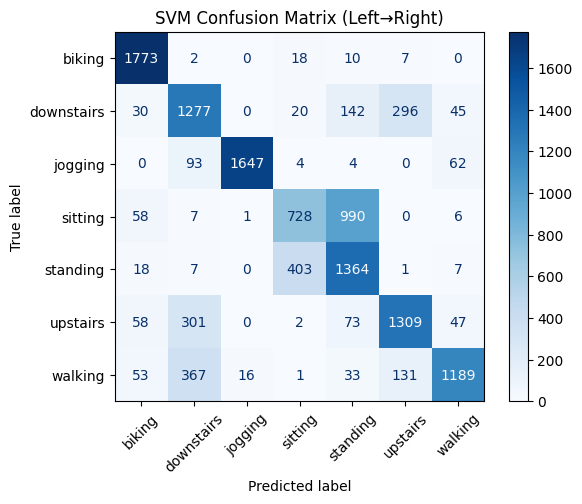 SVM Confusion Matrix (Left→Right)
True label
biking 1773 2 0 18 10 7 0
downstairs 30 1277 0 20 142 296 45
jogging 0 93 1647 4 4 0 62
sitting 58 7 1 728 990 0 6
standing 18 7 0 403 1364 1 7
upstairs 58 301 0 2 73 1309 47
walking 53 367 16 1 33 131 1189
biking downstairs jogging sitting standing upstairs walking
Predicted label
1600
1400
1200
1000
800
600
400
200
0